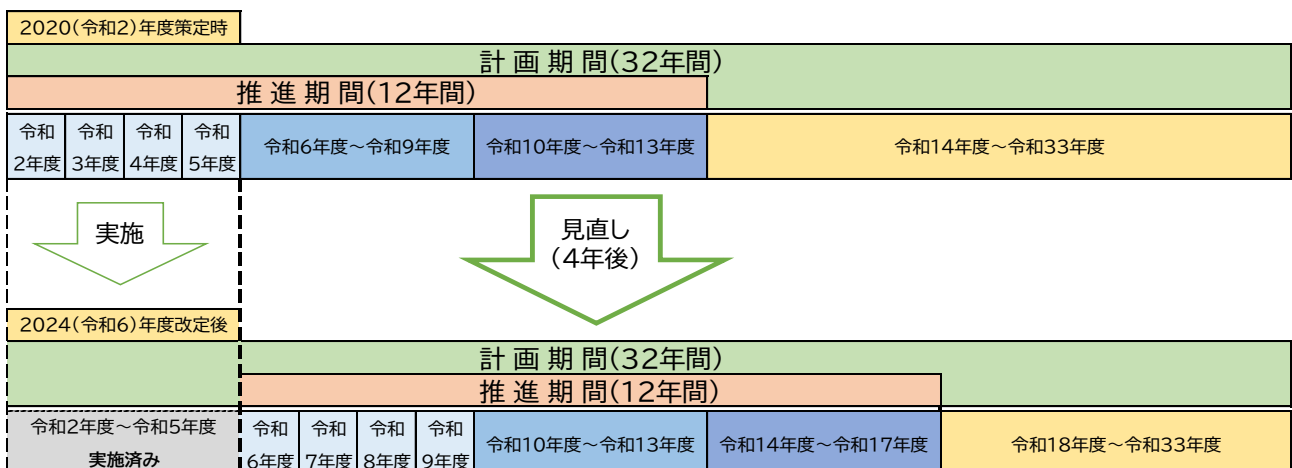 2020(令和2)年度策定時
計 画 期 間(32年間)
推 進 期 間(12年間)
令和
2年度
令和
3年度
令和
4年度
令和
5年度
令和6年度～令和9年度
令和10年度～令和13年度
令和14年度～令和33年度
実施
見直し
(4年後)
2024(令和6)年度改定後
計 画 期 間(32年間)
推 進 期 間(12年間)
令和2年度～令和5年度
実施済み
令和
6年度
令和
7年度
令和
8年度
令和
9年度
令和10年度～令和13年度
令和14年度～令和17年度
令和18年度～令和33年度